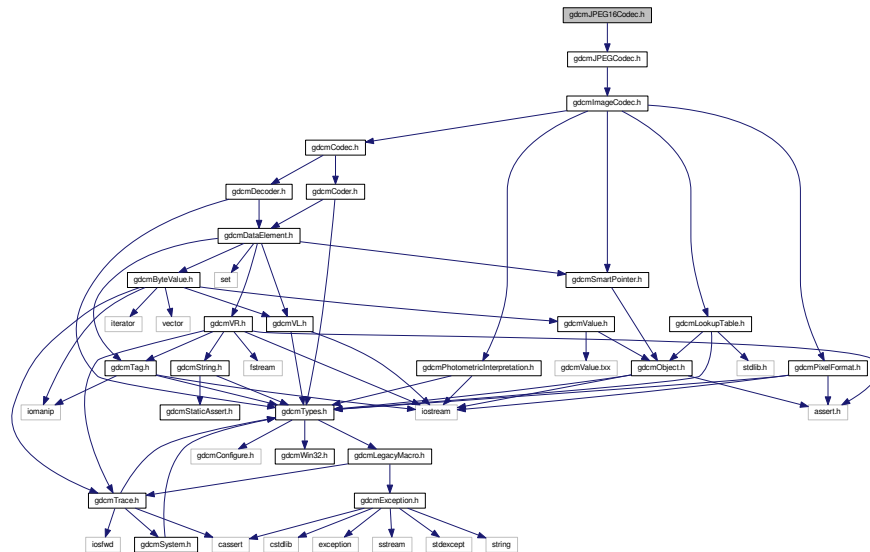 gdcmJPEG16Codec.h
gdcmJPEGCodec.h
gdcmImageCodec.h
gdcmCodec.h
gdcmDecoder.h
gdcmCoder.h
gdcmDataElement.h
gdcmByteValue.h
set
gdcmSmartPointer.h
iterator
vector
gdcmVR.h
gdcmVL.h
gdcmValue.h
gdcmLookupTable.h
gdcmTag.h
gdcmString.h
fstream
gdcmPhotometricInterpretation.h
gdcmValue.txx
gdcmObject.h
stdlib.h
gdcmPixelFormat.h
iomanip
gdcmStaticAssert.h
gdcmTypes.h
iostream
assert.h
gdcmConfigure.h
gdcmWin32.h
gdcmLegacyMacro.h
gdcmTrace.h
gdcmException.h
iosfwd
gdcmSystem.h
cassert
cstdlib
exception
sstream
stdexcept
string